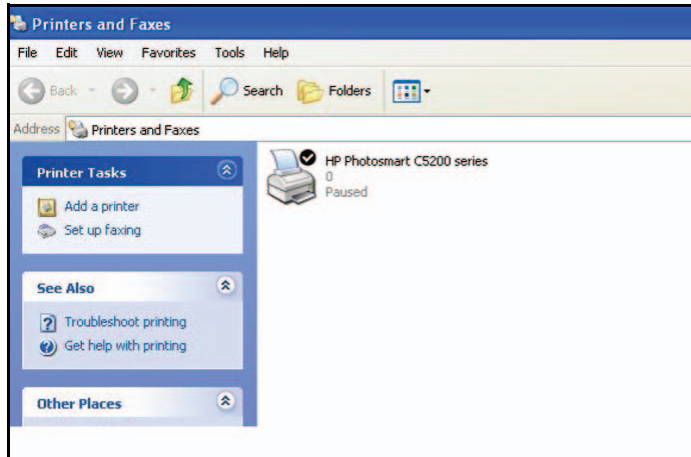 Printers and Faxes
File Edit View Favorites Tools Help
Back Search Folders
Address Printers and Faxes
Printer Tasks
Add a printer
Set up faxing
See Also
Troubleshoot printing
Get help with printing
Other Places
HP Photosmart C5200 series
0
Paused